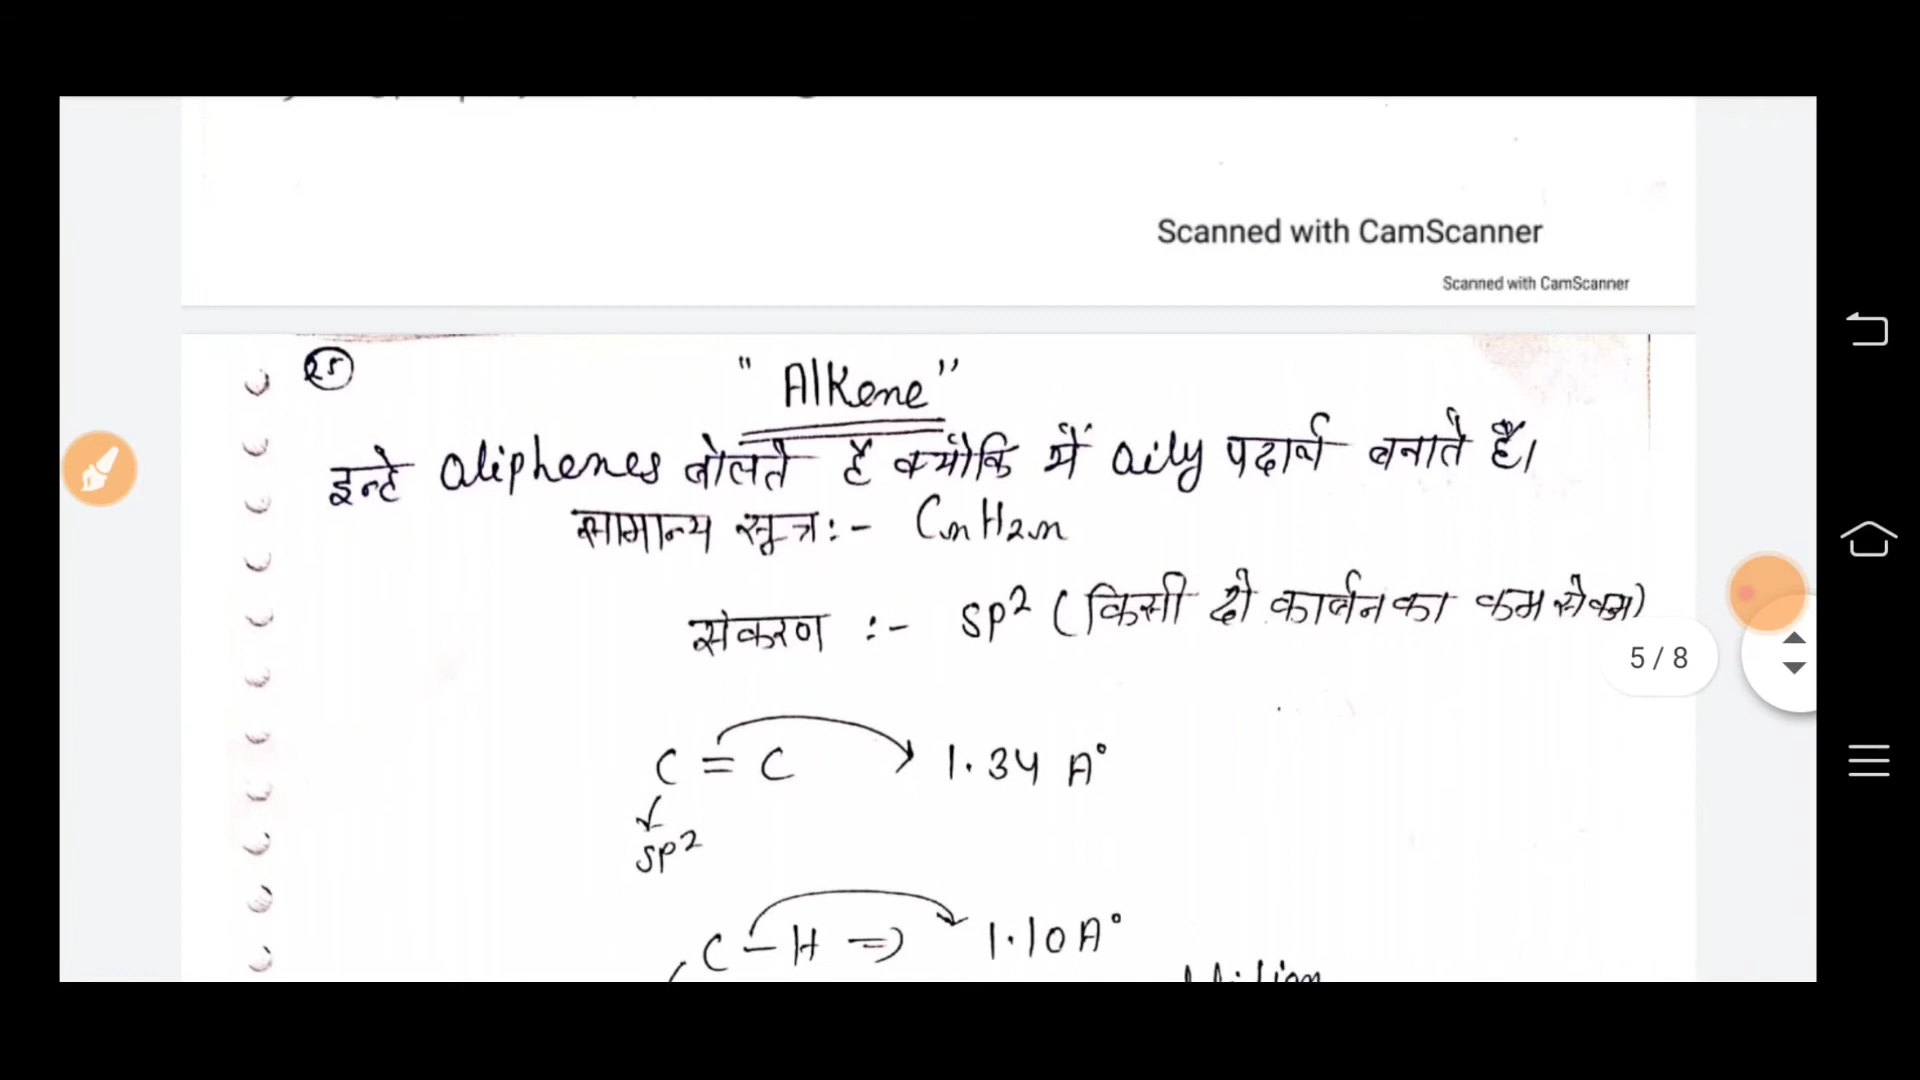 Scanned with CamScanner
Scanned with CamScanner
25
"Alkene"
इन्हे aliphenes बोलते हैं क्योकि में oily पदार्थ बनाते हैं।
सामान्य सूत्र :- CnH2n
संकरण :- sp² (किसी दो कार्बन का कम से कम)
5 / 8
C = C → 1.34 A°
sp²
C - H => 1.10 A°